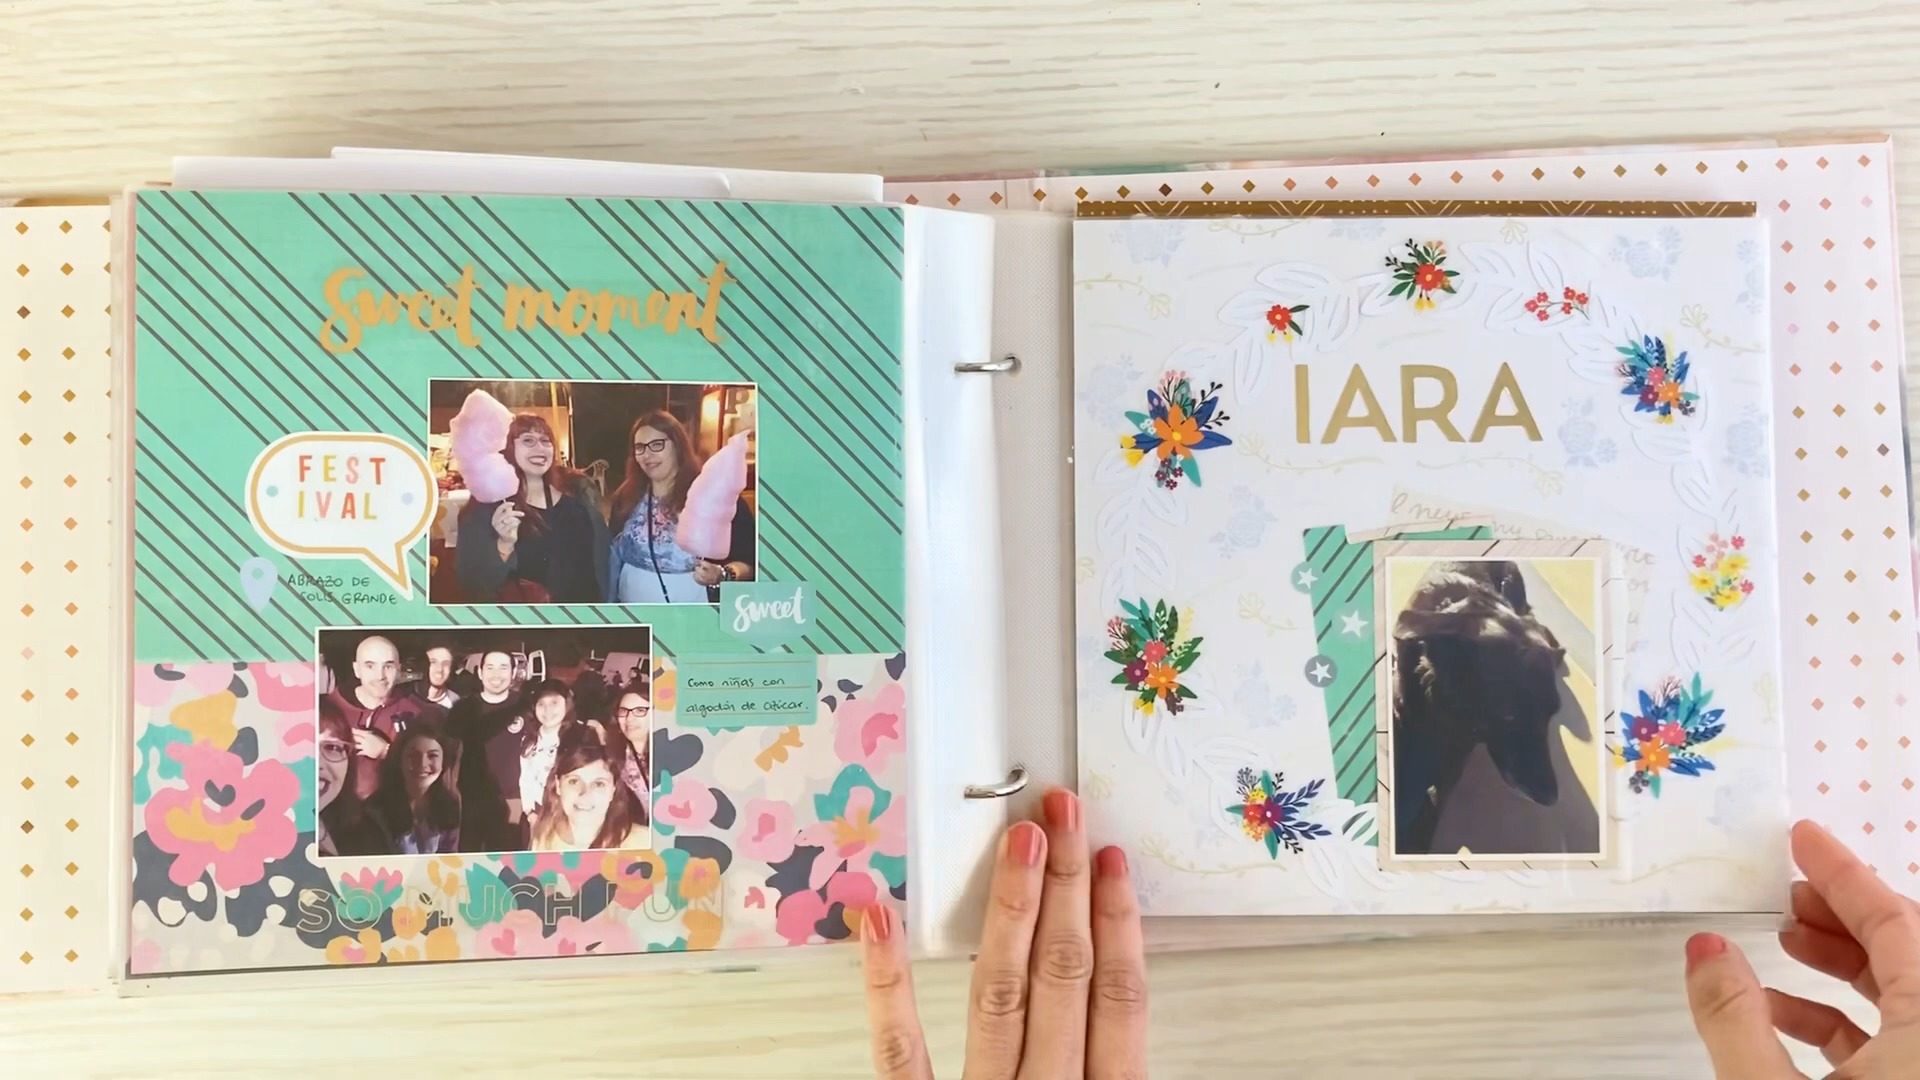 sweet moment
FEST
IVAL
ABRAZO DE
SOLIS GRANDE
sweet
Como niñas con
algodón de azúcar.
SO MUCH FUN
IARA